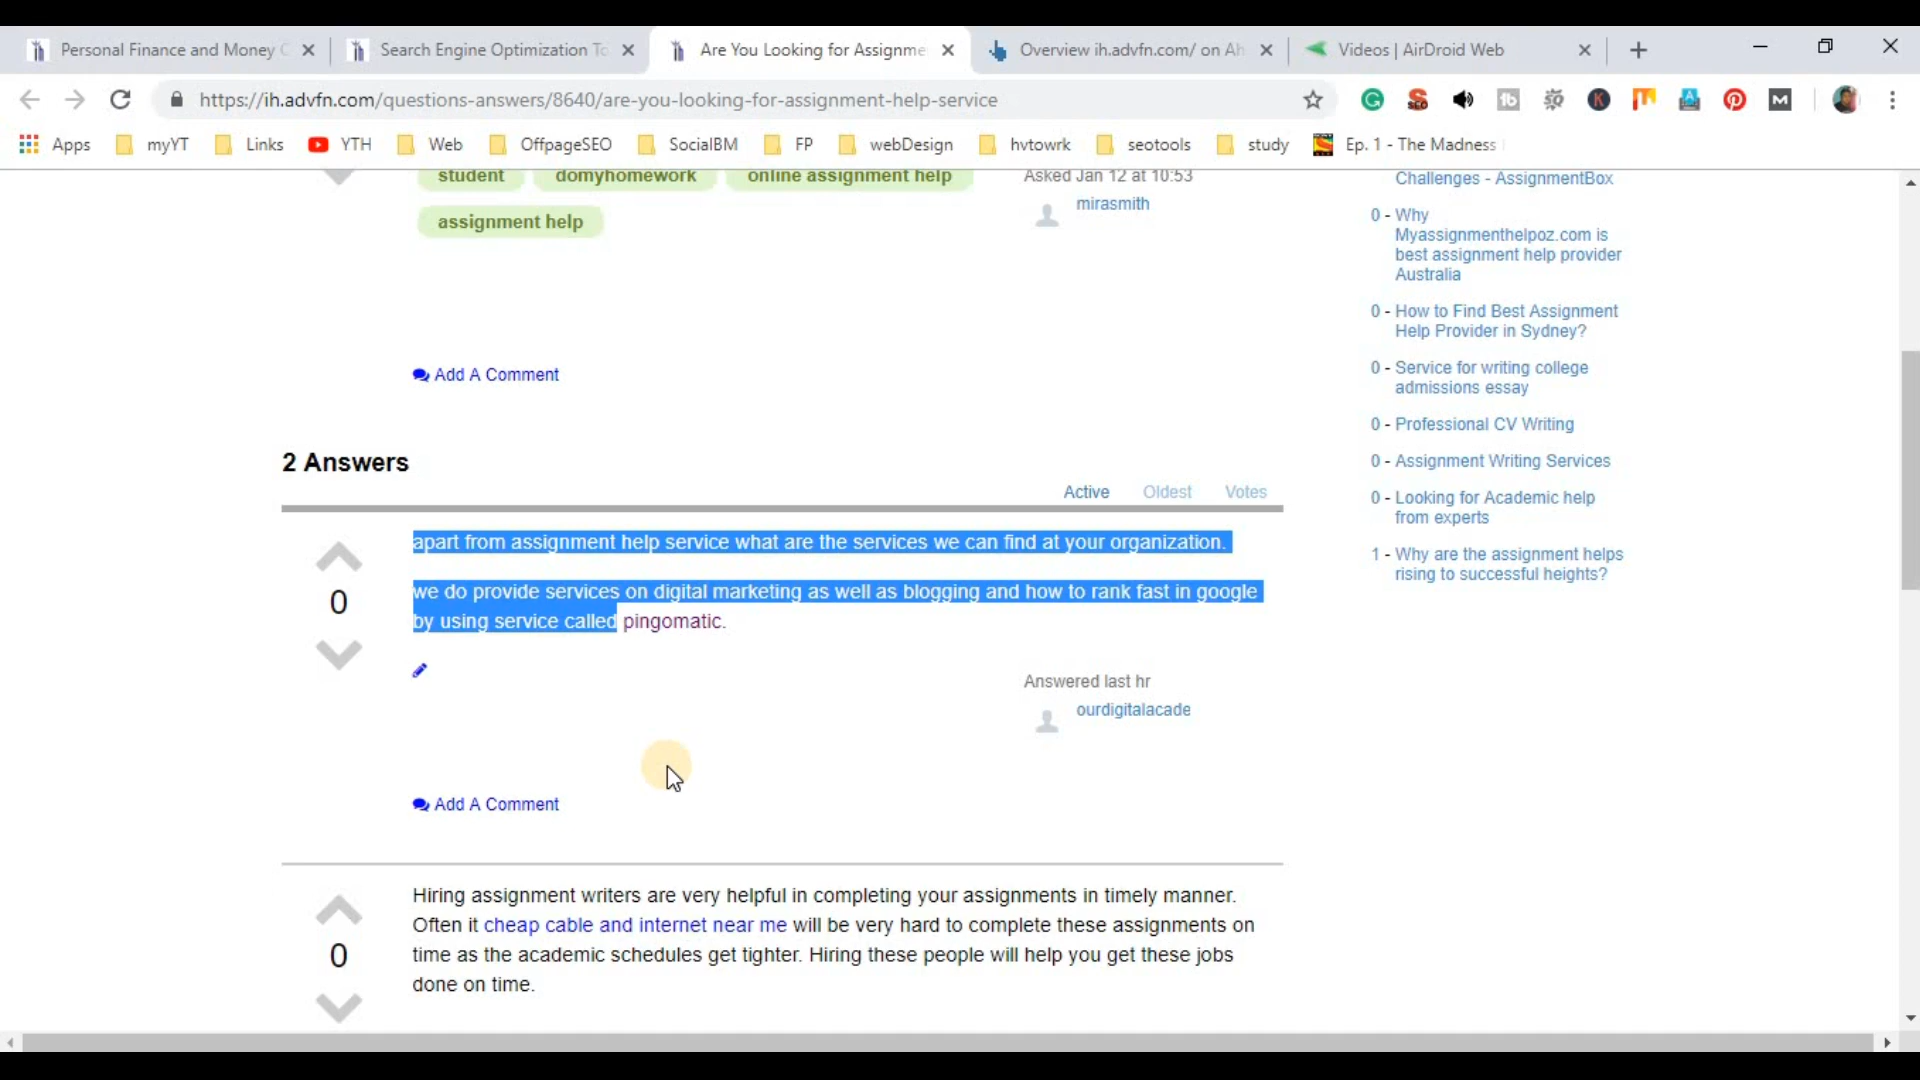 Personal Finance and Money C
Search Engine Optimization To
Are You Looking for Assignme
Overview ih.advfn.com/ on Ah
Videos | AirDroid Web
https://ih.advfn.com/questions-answers/8640/are-you-looking-for-assignment-help-service
Apps
myYT
Links
YTH
Web
OffpageSEO
SocialBM
FP
webDesign
hvtowrk
seotools
study
Ep. 1 - The Madness
student
domyhomework
online assignment help
assignment help
Asked Jan 12 at 10:53
mirasmith
Add A Comment
2 Answers
Active
Oldest
Votes
apart from assignment help service what are the services we can find at your organization.
we do provide services on digital marketing as well as blogging and how to rank fast in google
by using service called pingomatic.
0
Answered last hr
ourdigitalacade
Add A Comment
Hiring assignment writers are very helpful in completing your assignments in timely manner.
Often it cheap cable and internet near me will be very hard to complete these assignments on
time as the academic schedules get tighter. Hiring these people will help you get these jobs
done on time.
0
Challenges - AssignmentBox
0 - Why
Myassignmenthelpoz.com is
best assignment help provider
Australia
0 - How to Find Best Assignment
Help Provider in Sydney?
0 - Service for writing college
admissions essay
0 - Professional CV Writing
0 - Assignment Writing Services
0 - Looking for Academic help
from experts
1 - Why are the assignment helps
rising to successful heights?